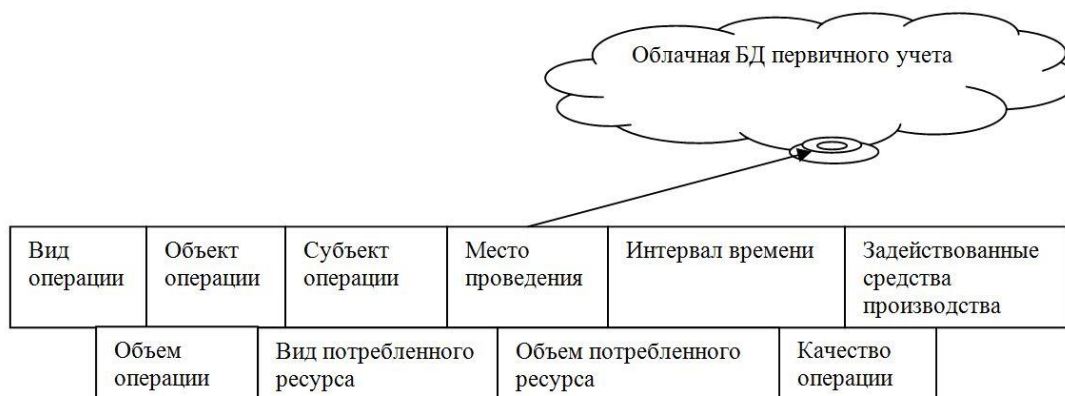 Облачная БД первичного учета
Вид
операции
Объект
операции
Субъект
операции
Место
проведения
Интервал времени
Задействованные
средства
производства
Объем
операции
Вид потребленного
ресурса
Объем потребленного
ресурса
Качество
операции